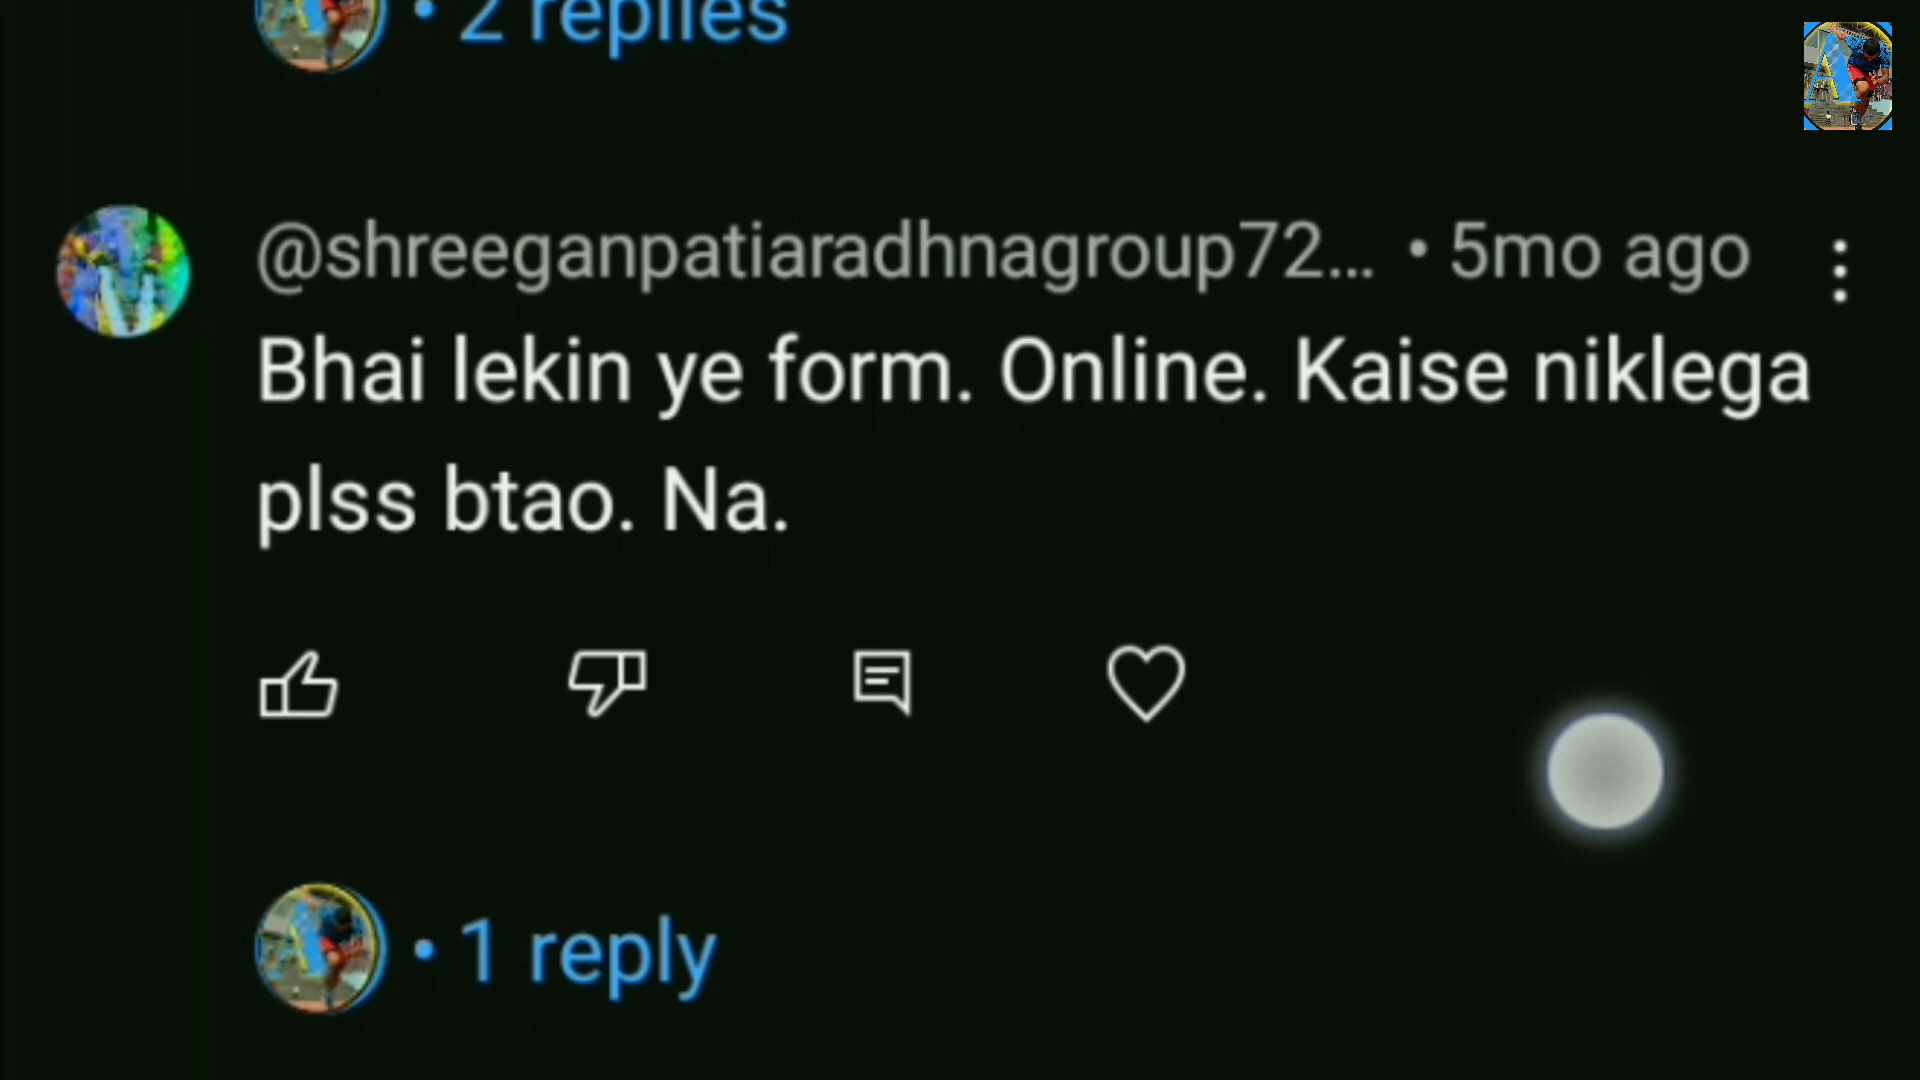 • 2 replies
@shreeganpatiaradhnagroup72... • 5mo ago
Bhai lekin ye form. Online. Kaise niklega
plss btao. Na.
• 1 reply